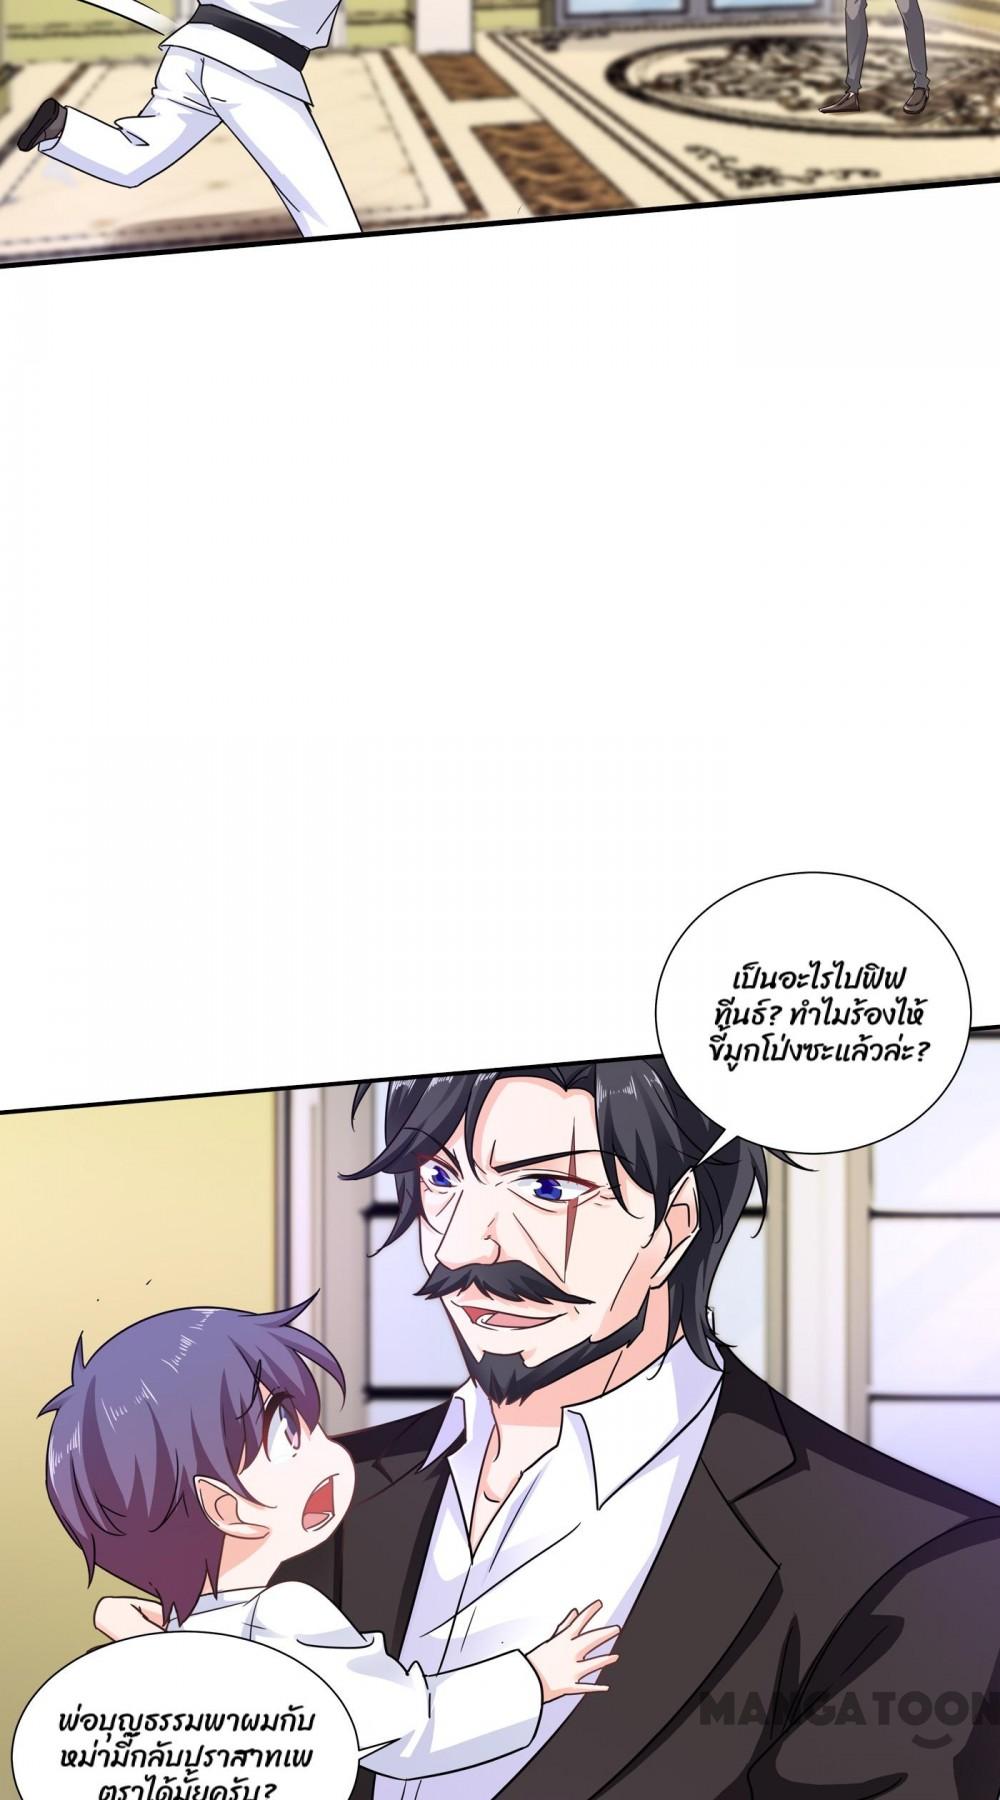 เป็นอะไรไปฟิฟ
ทีนธ์? ทำไมร้องไห้
ขี้มูกโป่งซะแล้วล่ะ?
MANGATOON
พ่อบุญธรรมพาผมกับ
หม่ามี๊กลับปราสาทเพ
ตราได้มั้ยครับ?